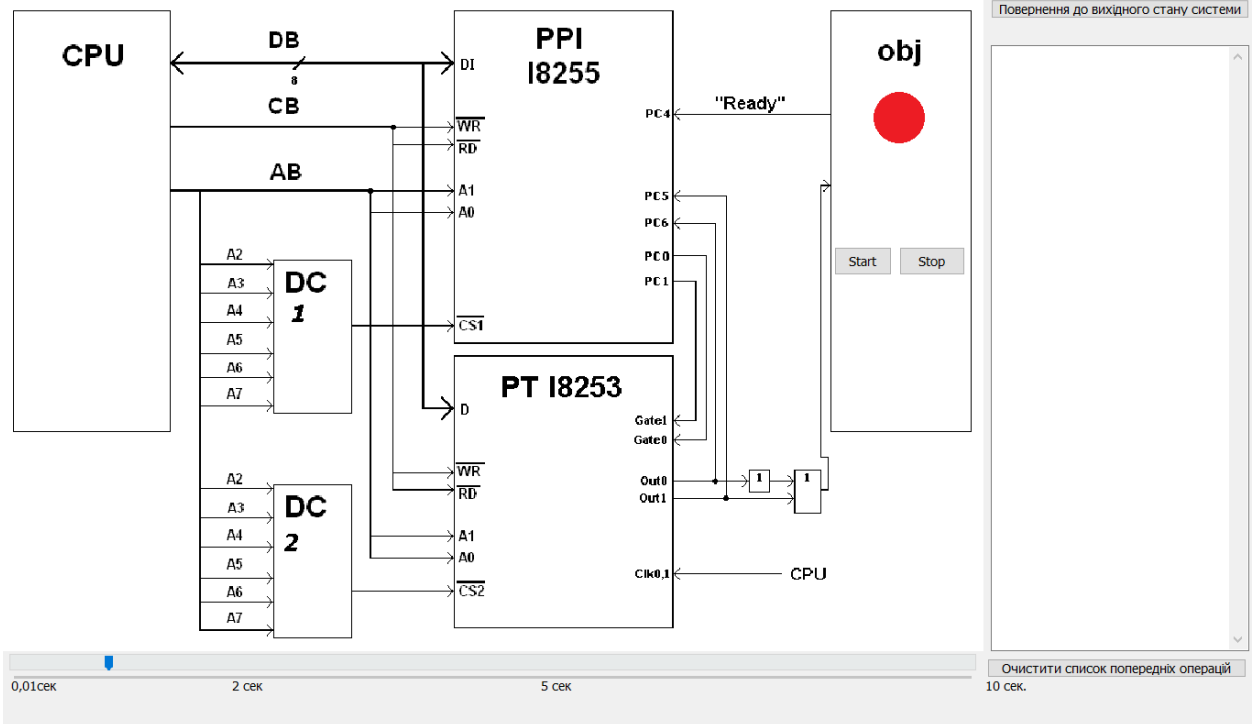 Повернення до вихідного стану системи
CPU
DB
8
CB
AB
PPI
I8255
DI
WR
RD
A1
A0
CS1
PC4
PC5
PC6
PC0
PC1
"Ready"
obj
Start
Stop
A2
A3
A4
A5
A6
A7
DC
1
PT I8253
D
WR
RD
A1
A0
CS2
Gate1
Gate0
Out0
Out1
Clk0,1
1
1
CPU
A2
A3
A4
A5
A6
A7
DC
2
Очистити список попередніх операцій
0,01сек
2 сек
5 сек
10 сек.